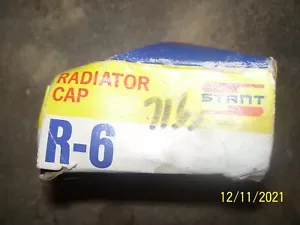 RADIATOR
CAP
STANT
R-6
12/11/2021